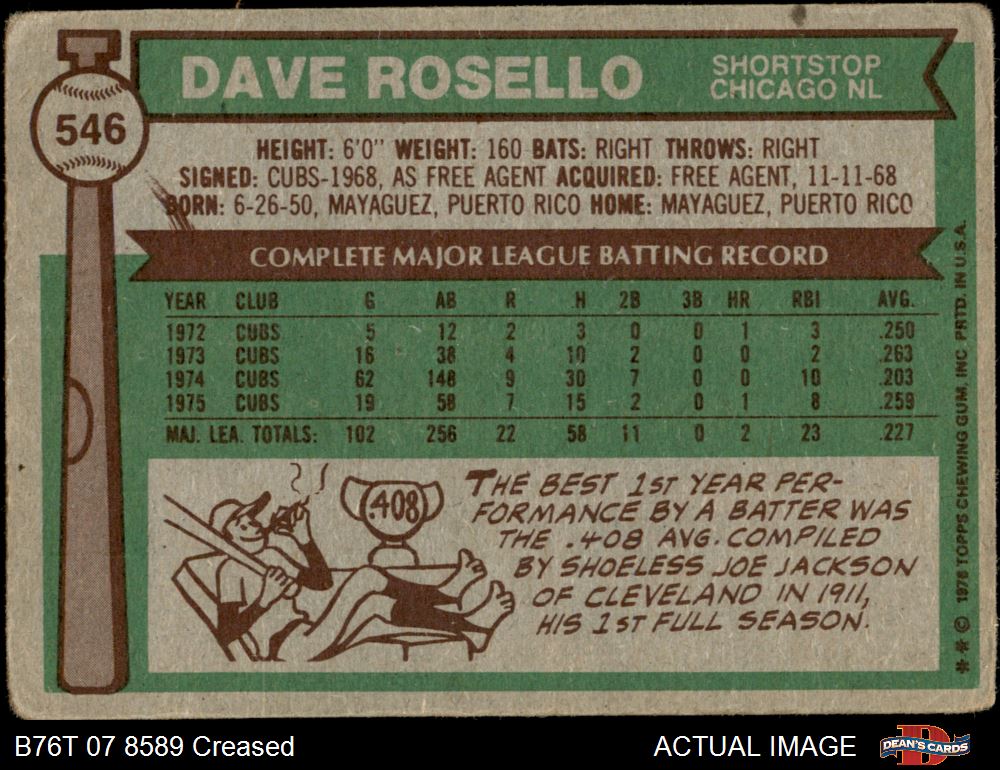 546
DAVE ROSELLO
SHORTSTOP
CHICAGO NL
HEIGHT: 6'0" WEIGHT: 160 BATS: RIGHT THROWS: RIGHT
SIGNED: CUBS-1968, AS FREE AGENT ACQUIRED: FREE AGENT, 11-11-68
BORN: 6-26-50, MAYAGUEZ, PUERTO RICO HOME: MAYAGUEZ, PUERTO RICO
COMPLETE MAJOR LEAGUE BATTING RECORD
YEAR CLUB G AB R H 2B 3B HR RBI AVG.
1972 CUBS 5 12 2 3 0 0 1 3 .250
1973 CUBS 16 38 4 10 2 0 0 2 .263
1974 CUBS 62 148 9 30 7 0 0 10 .203
1975 CUBS 19 58 7 15 2 0 1 8 .259
MAJ. LEA. TOTALS: 102 256 22 58 11 0 2 23 .227
.408
THE BEST 1ST YEAR PER-
FORMANCE BY A BATTER WAS
THE .408 AVG. COMPILED
BY SHOELESS JOE JACKSON
OF CLEVELAND IN 1911,
HIS 1ST FULL SEASON.
** © 1976 TOPPS CHEWING GUM, INC. PRTD. IN U.S.A.
B76T 07 8589 Creased
ACTUAL IMAGE
D
DEAN'S CARDS